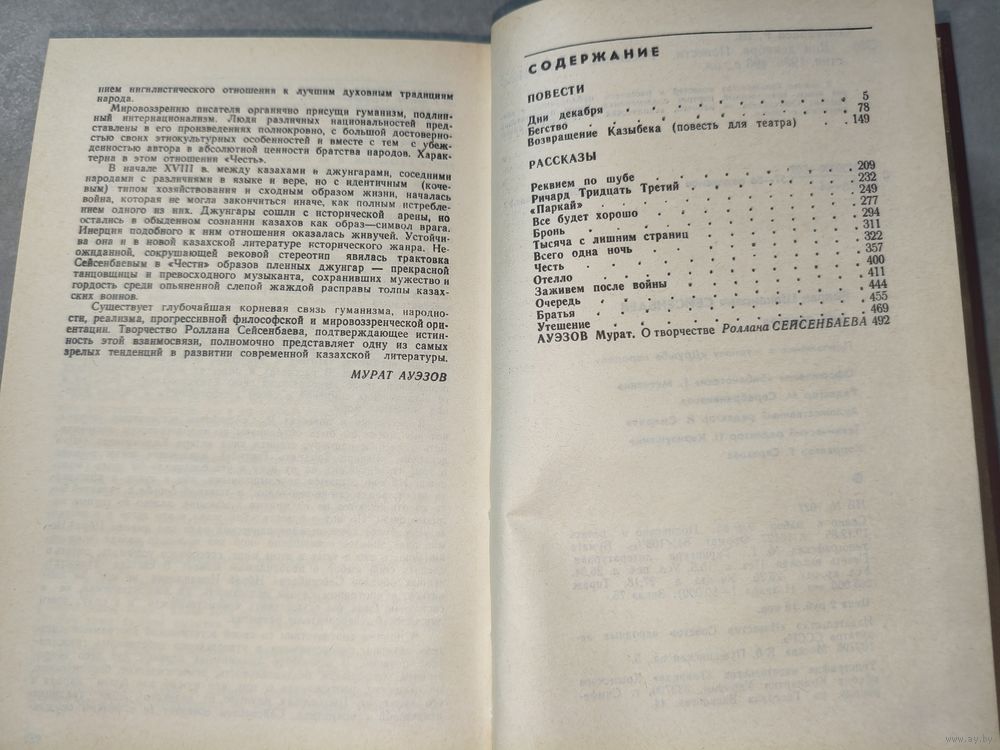 нием нигилистического отношения к лучшим духовным традициям
народа.
Мировоззрению писателя органично присущи гуманизм, подлин-
ный интернационализм. Люди различных национальностей пред-
ставлены в его произведениях полнокровно, с большой достоверно-
стью своих этнокультурных особенностей и вместе с тем с убеж-
денностью автора в абсолютной ценности братства народов. Харак-
терна в этом отношении «Честь».
В начале XVIII в. между казахами и джунгарами, соседними
народами с различиями в языке и вере, но с идентичным (коче-
вым) типом хозяйствования и сходным образом жизни, началась
война, которая не могла закончиться иначе, как полным истребле-
нием одного из них. Джунгары сошли с исторической арены, но
остались в обыденном сознании казахов как образ—символ врага.
Инерция подобного к ним отношения оказалась живучей. Устойчи-
ва она и в новой казахской литературе исторического жанра. Не-
ожиданной, сокрушающей вековой стереотип явилась трактовка
Сейсенбаевым в «Чести» образов пленных джунгар — прекрасной
танцовщицы и превосходного музыканта, сохранивших мужество и
гордость среди опьяненной слепой жаждой расправы толпы казах-
ских воинов.
Существует глубочайшая корневая связь гуманизма, народно-
сти, реализма, прогрессивной философской и мировоззренческой ори-
ентации. Творчество Роллана Сейсенбаева, подтверждающее истин-
ность этой взаимосвязи, полномочно представляет одну из самых
зрелых тенденций в развитии современной казахской литературы.
МУРАТ АУЭЗОВ
СОДЕРЖАНИЕ
ПОВЕСТИ
Дни декабря 5
Бегство 78
Возвращение Казыбека (повесть для театра) 149
РАССКАЗЫ
Реквием по шубе 209
Ричард Тридцать Третий 232
«Паркай» 249
Все будет хорошо 277
Бронь 294
Тысяча с лишним страниц 311
Всего одна ночь 322
Честь 357
Отелло 400
Заживем после войны 411
Очередь 444
Братья 455
Утешение 469
АУЭЗОВ Мурат. О творчестве Роллана СЕЙСЕНБАЕВА 492
www.ay.by